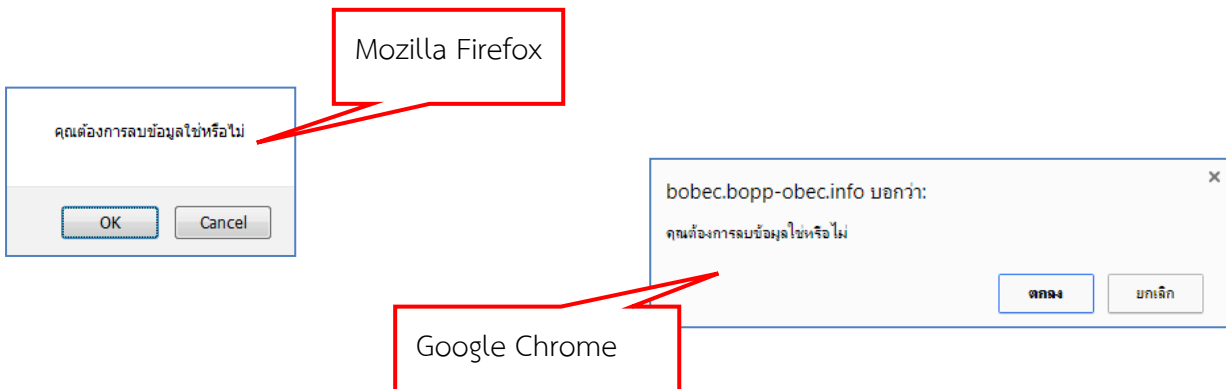 Mozilla Firefox
คุณต้องการลบข้อมูลใช่หรือไม่
OK
Cancel
bobec.bopp-obec.info บอกว่า:
×
คุณต้องการลบข้อมูลใช่หรือไม่
ตกลง
ยกเลิก
Google Chrome